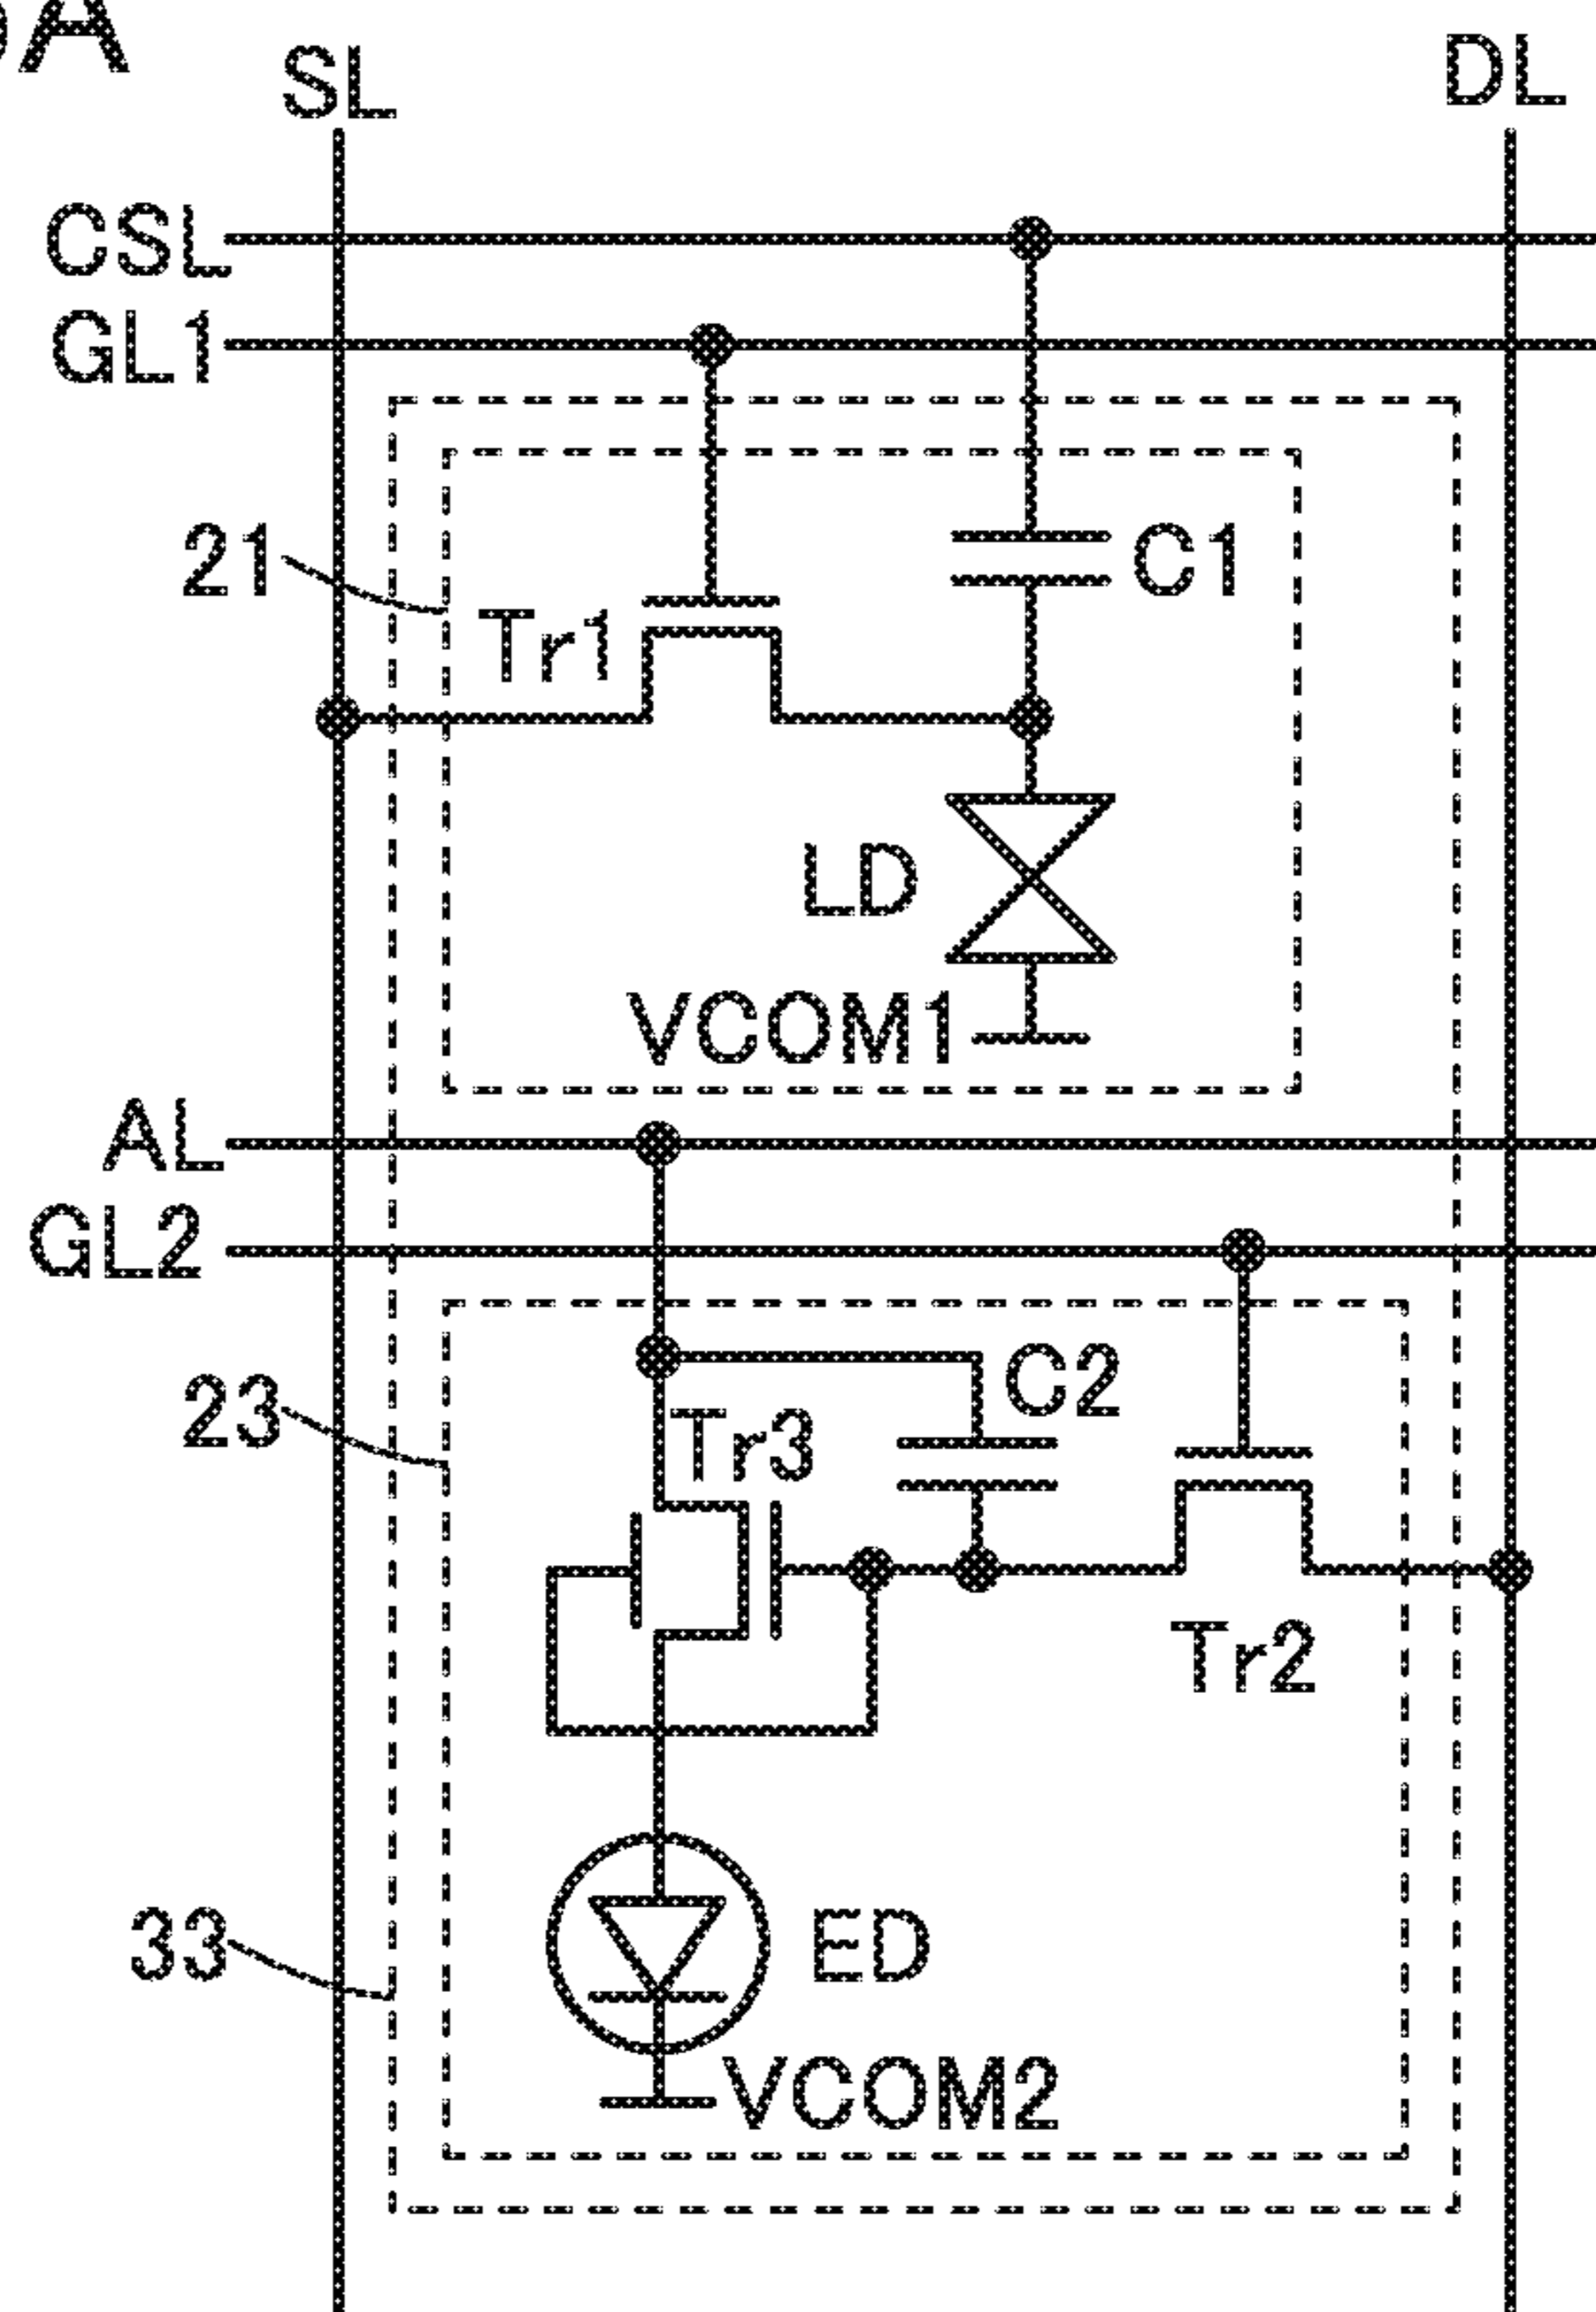 SL
DL
CSL
GL1
21
Tr1
C1
LD
VCOM1
AL
GL2
C2
23
Tr3
Tr2
33
ED
VCOM2